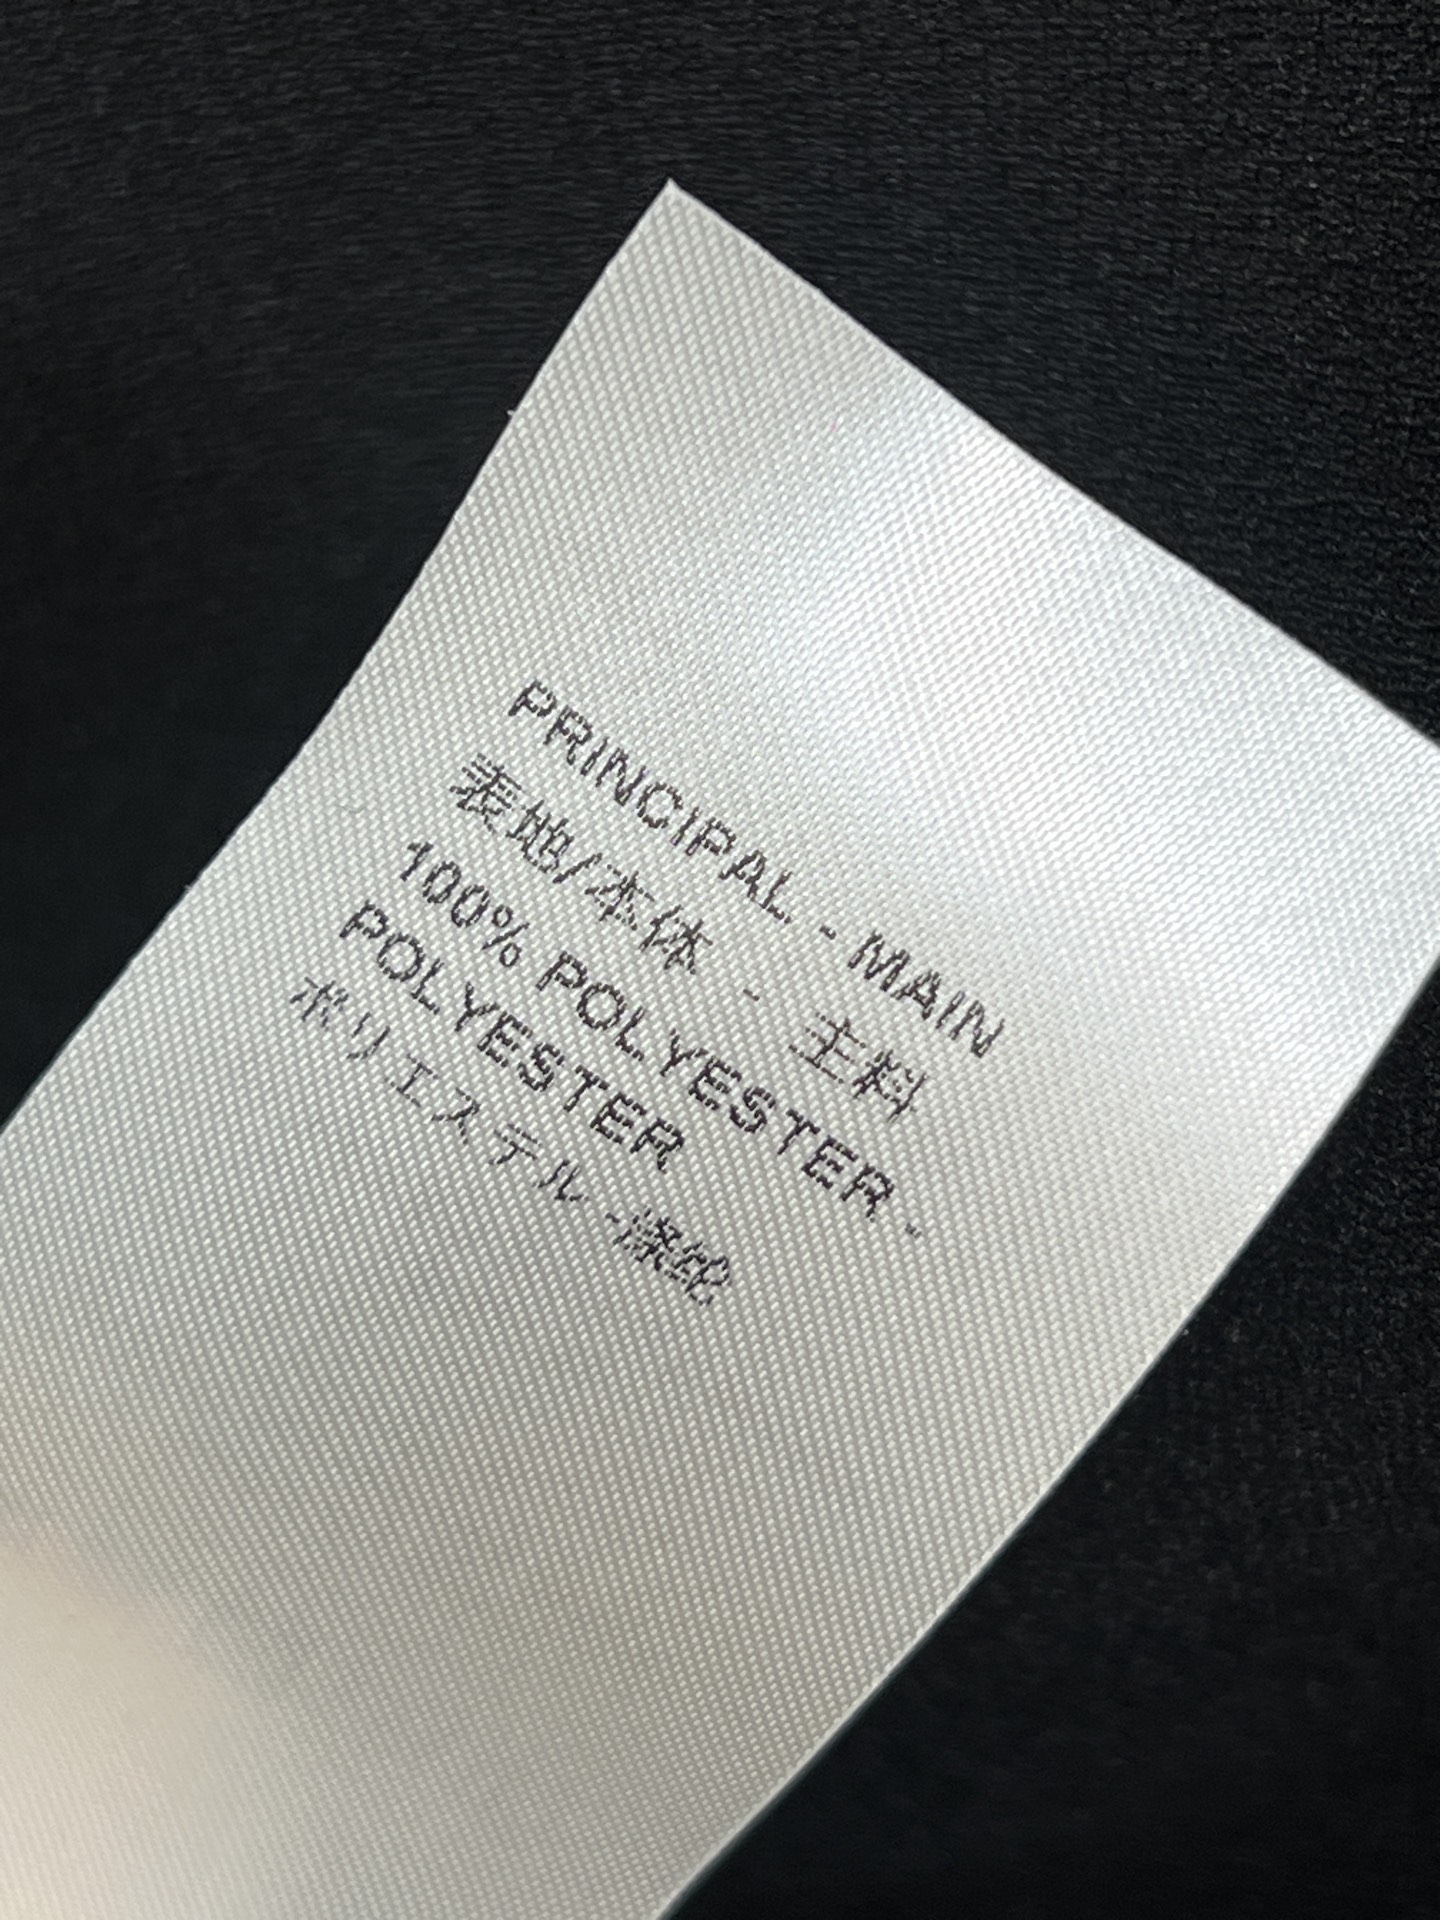 PRINCIPAL - MAIN
表地/本体 - 主料
100% POLYESTER -
POLYESTER
ポリエステル -涤纶